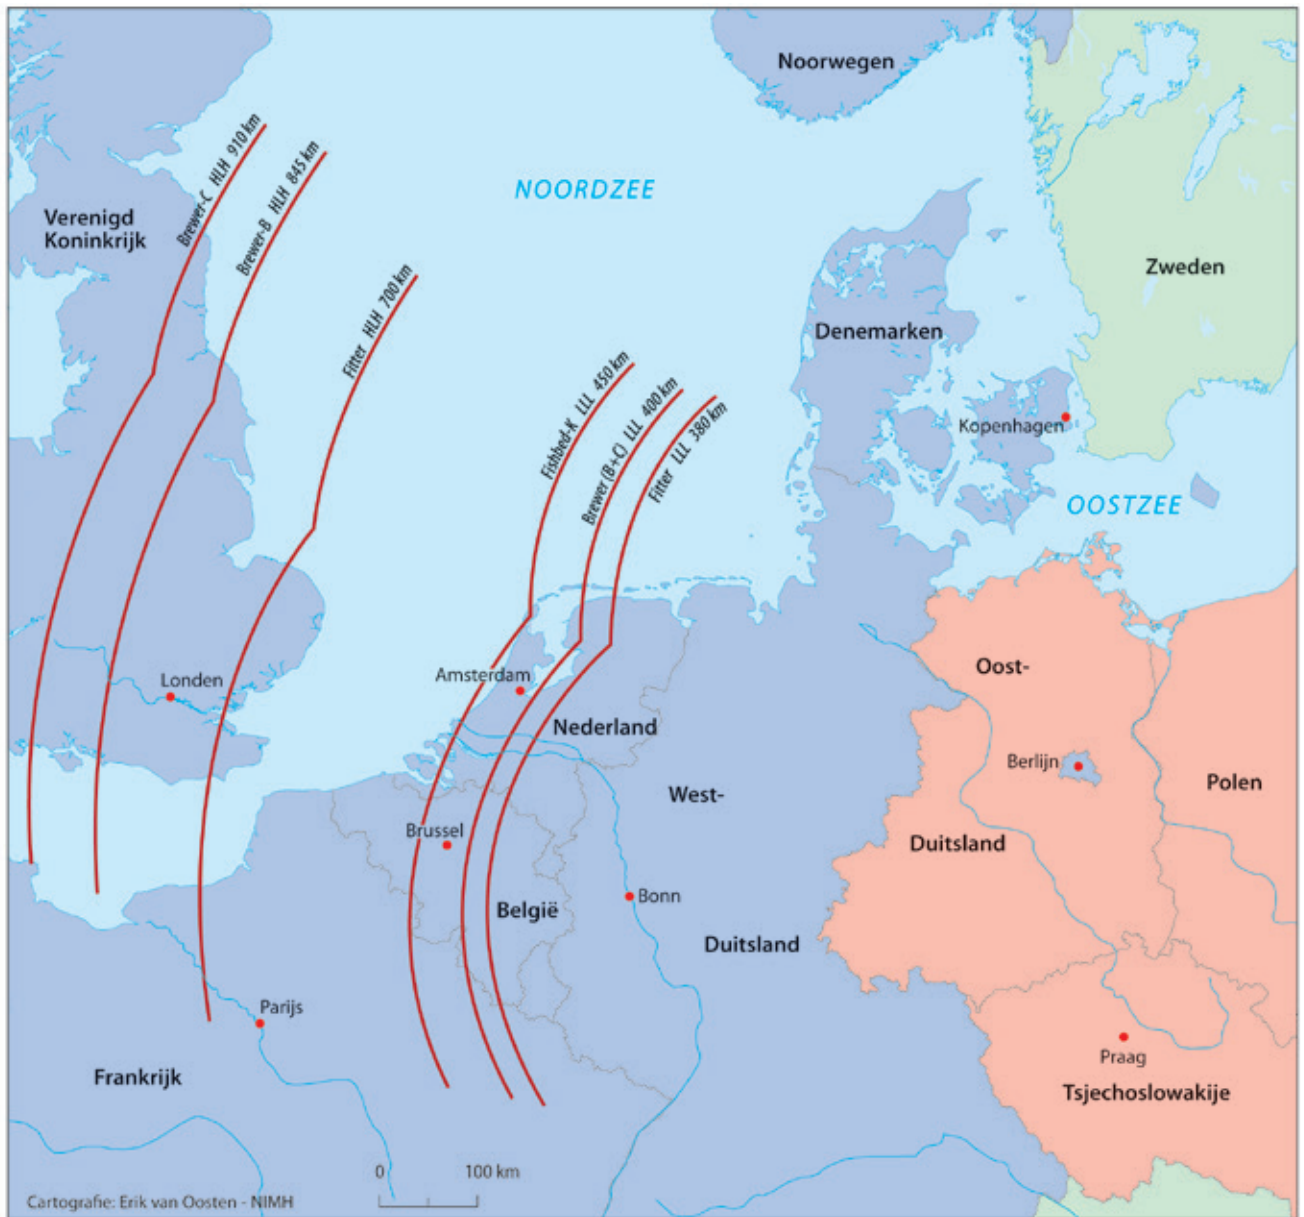 Noorwegen
Brewer-C HLH 910 km
Brewer-B HLH 845 km
NOORDZEE
Verenigd
Koninkrijk
Zweden
Fitter HLH 700 km
Denemarken
Fishbed-K LLL 450 km
Brewer (B+C) LLL 400 km
Fitter LLL 380 km
Kopenhagen
OOSTZEE
Oost-
Londen
Amsterdam
Nederland
Berlijn
Polen
West-
Brussel
Duitsland
Bonn
België
Duitsland
Parijs
Praag
Frankrijk
Tsjechoslowakije
0 100 km
Cartografie: Erik van Oosten - NIMH